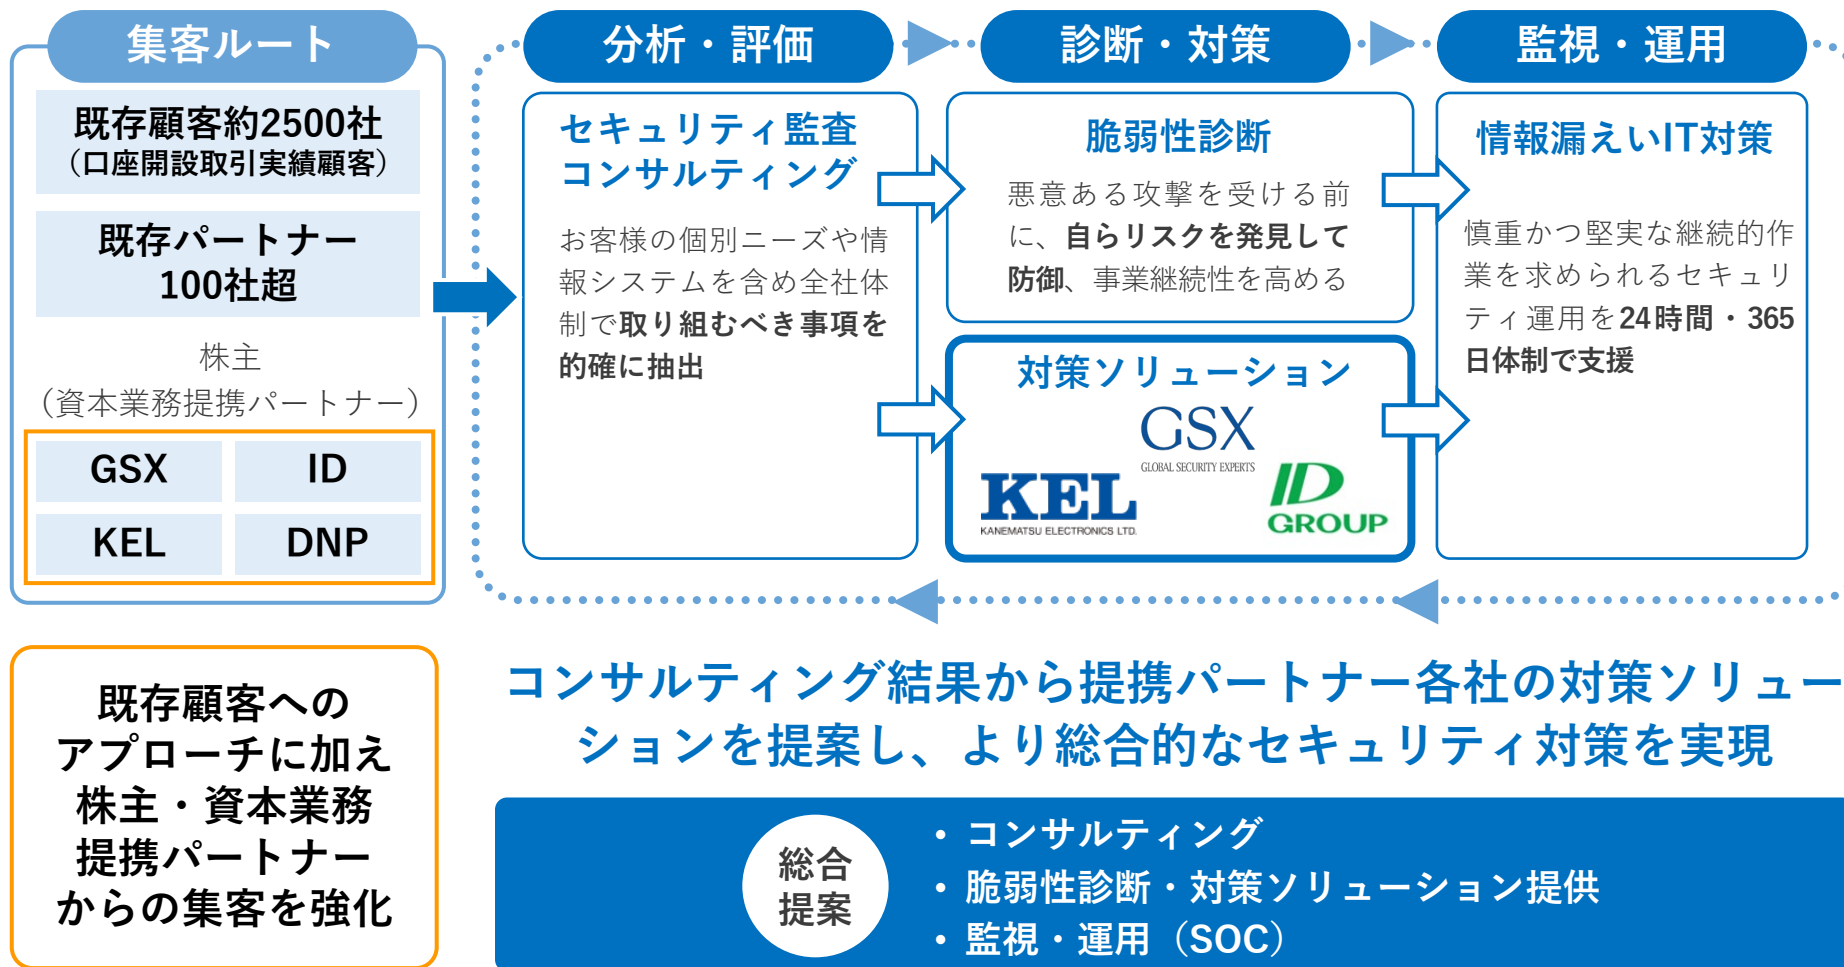 集客ルート
既存顧客約2500社
（口座開設取引実績顧客）
既存パートナー
100社超
株主
（資本業務提携パートナー）
GSX
ID
KEL
DNP
既存顧客への
アプローチに加え
株主・資本業務
提携パートナー
からの集客を強化
分析・評価
セキュリティ監査
コンサルティング
お客様の個別ニーズや情
報システムを含め全社体
制で取り組むべき事項を
的確に抽出
診断・対策
脆弱性診断
悪意ある攻撃を受ける前
に、自らリスクを発見して
防御、事業継続性を高める
対策ソリューション
GSX
GLOBAL SECURITY EXPERTS
KEL
KANEMATSU ELECTRONICS LTD.
ID
GROUP
監視・運用
情報漏えいIT対策
慎重かつ堅実な継続的作
業を求められるセキュリ
ティ運用を24時間・365
日体制で支援
コンサルティング結果から提携パートナー各社の対策ソリュー
ションを提案し、より総合的なセキュリティ対策を実現
総合
提案
• コンサルティング
• 脆弱性診断・対策ソリューション提供
• 監視・運用（SOC）